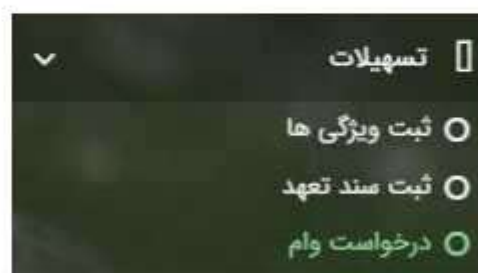 تسهیلات
ثبت ویژگی ها
ثبت سند تعهد
درخواست وام